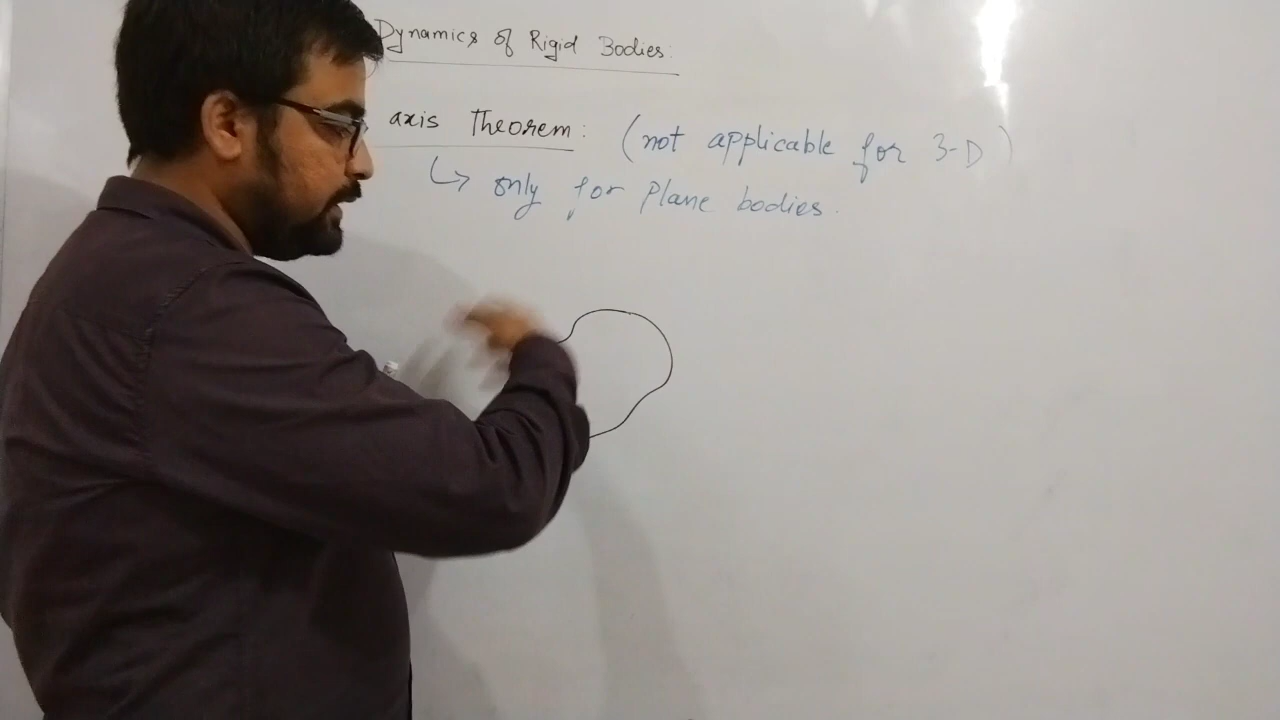 Dynamics of Rigid Bodies:
axis Theorem: (not applicable for 3-D)
↳ only for Plane bodies.